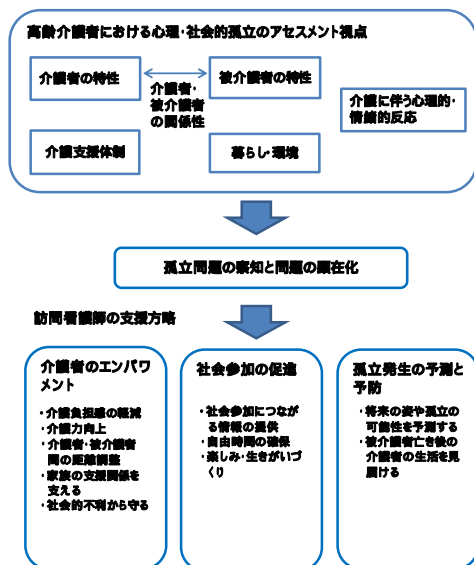 高齢介護者における心理・社会的孤立のアセスメント視点
介護者の特性
被介護者の特性
介護者・
被介護者
の関係性
介護に伴う心理的・
情緒的反応
介護支援体制
暮らし・環境
孤立問題の察知と問題の顕在化
訪問看護師の支援方略
介護者のエンパワ
メント
・介護負担感の軽減
・介護力向上
・介護者・被介護者
間の距離調整
・家族の支援関係を
支える
・社会的不利から守る
社会参加の促進
・社会参加につなが
る情報の提供
・自由時間の確保
・楽しみ・生きがいづ
くり
孤立発生の予測と
予防
・将来の姿や孤立の
可能性を予測する
・被介護者亡き後の
介護者の生活を見
届ける